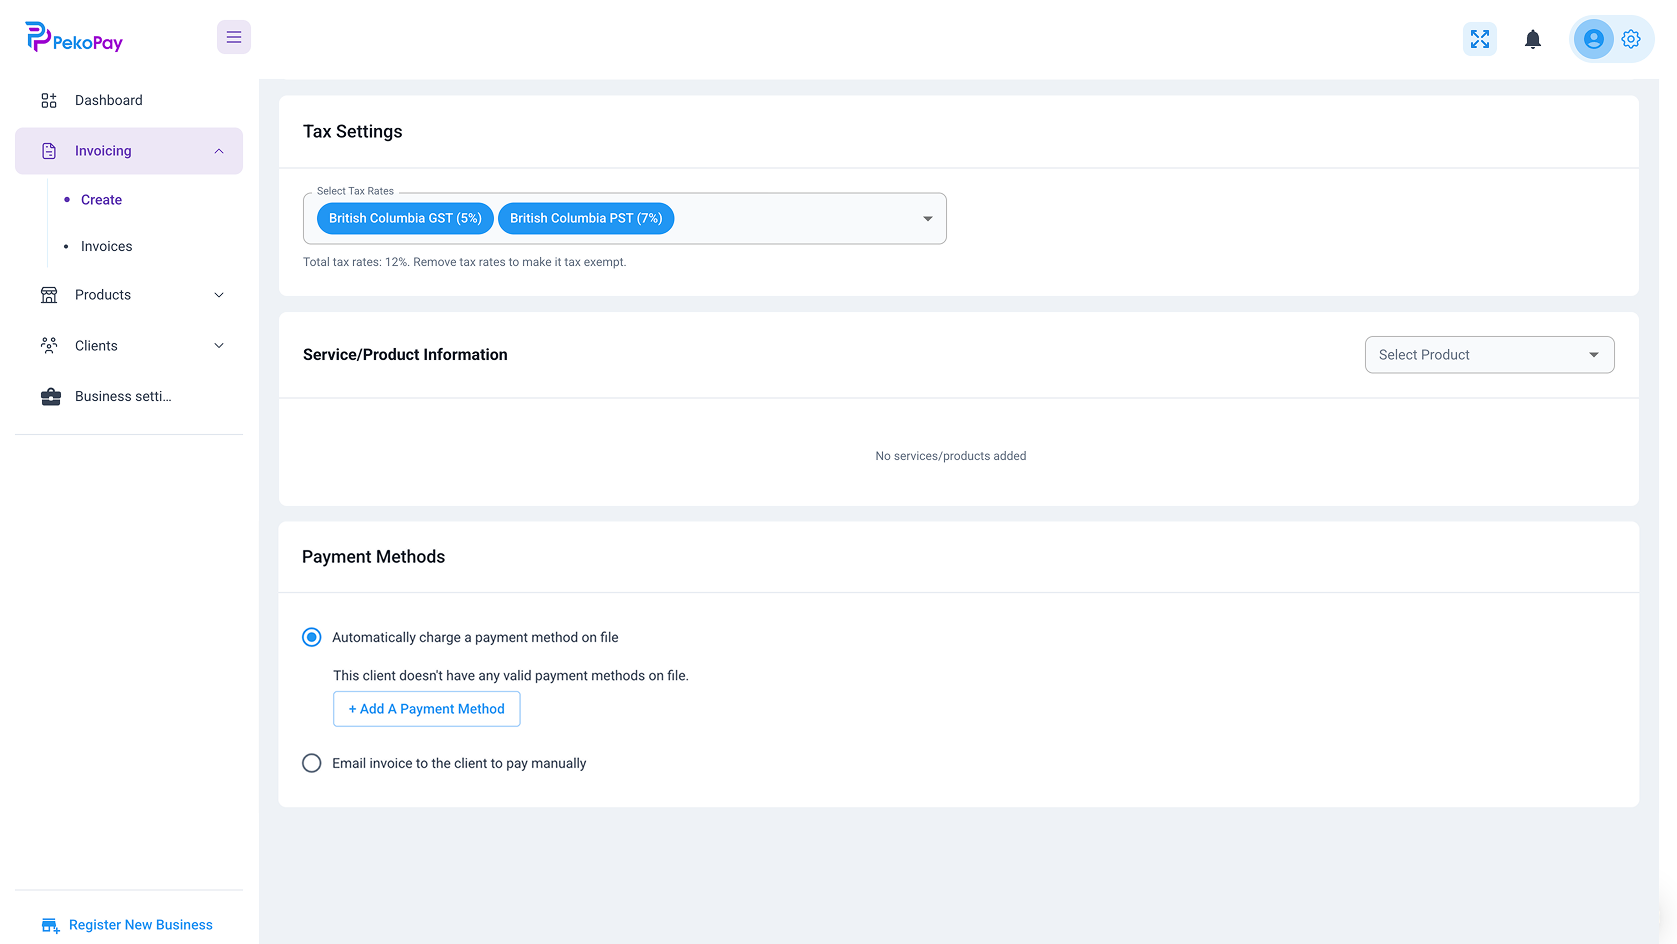 PekoPay
Dashboard
Invoicing
Create
Invoices
Products
Clients
Business setti...
Register New Business
Tax Settings
Select Tax Rates
British Columbia GST (5%) British Columbia PST (7%)
Total tax rates: 12%. Remove tax rates to make it tax exempt.
Service/Product Information
Select Product
No services/products added
Payment Methods
Automatically charge a payment method on file
This client doesn't have any valid payment methods on file.
+ Add A Payment Method
Email invoice to the client to pay manually